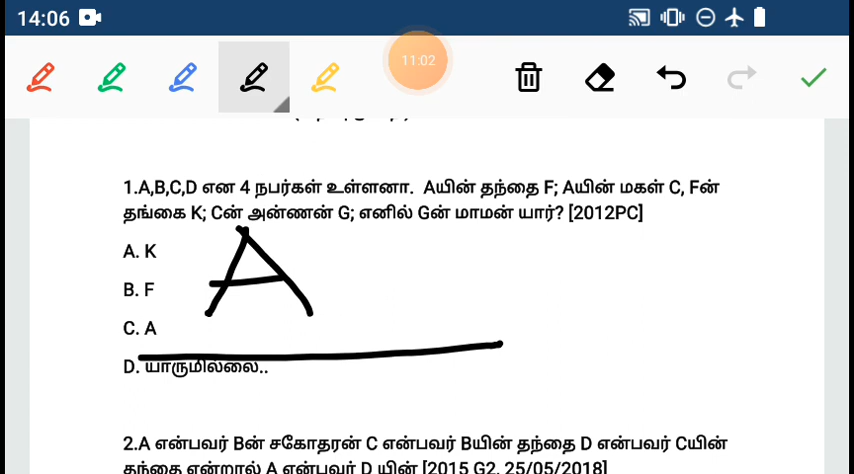 14:06
11:02
1.A,B,C,D என 4 நபர்கள் உள்ளனா. Aயின் தந்தை F; Aயின் மகள் C, Fன்
தங்கை K; Cன் அண்ணன் G; எனில் Gன் மாமன் யார்? [2012PC]
A. K
A
B. F
C. A
D. யாருமில்லை..
2.A என்பவர் Bன் சகோதரன் C என்பவர் Bயின் தந்தை D என்பவர் Cயின்
தந்தை என்றால் A என்பவர் D யின் [2015 G2, 25/05/2018]